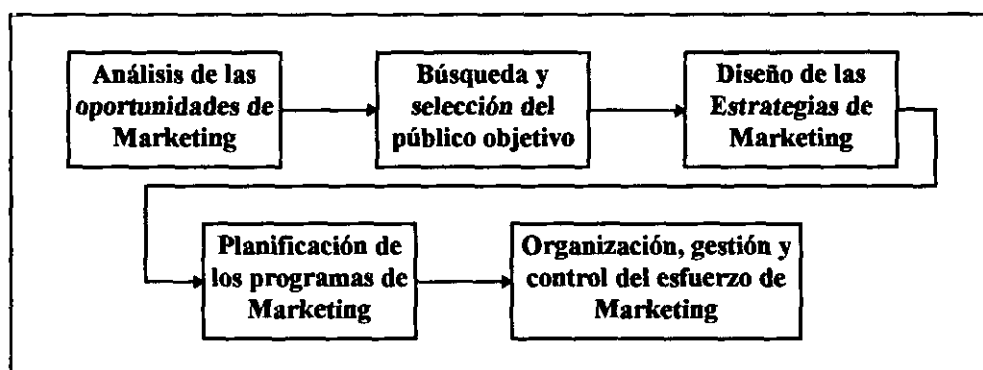 Análisis de las
oportunidades de
Marketing
Búsqueda y
selección del
público objetivo
Diseño de las
Estrategias de
Marketing
Planificación de
los programas de
Marketing
Organización, gestión y
control del esfuerzo de
Marketing